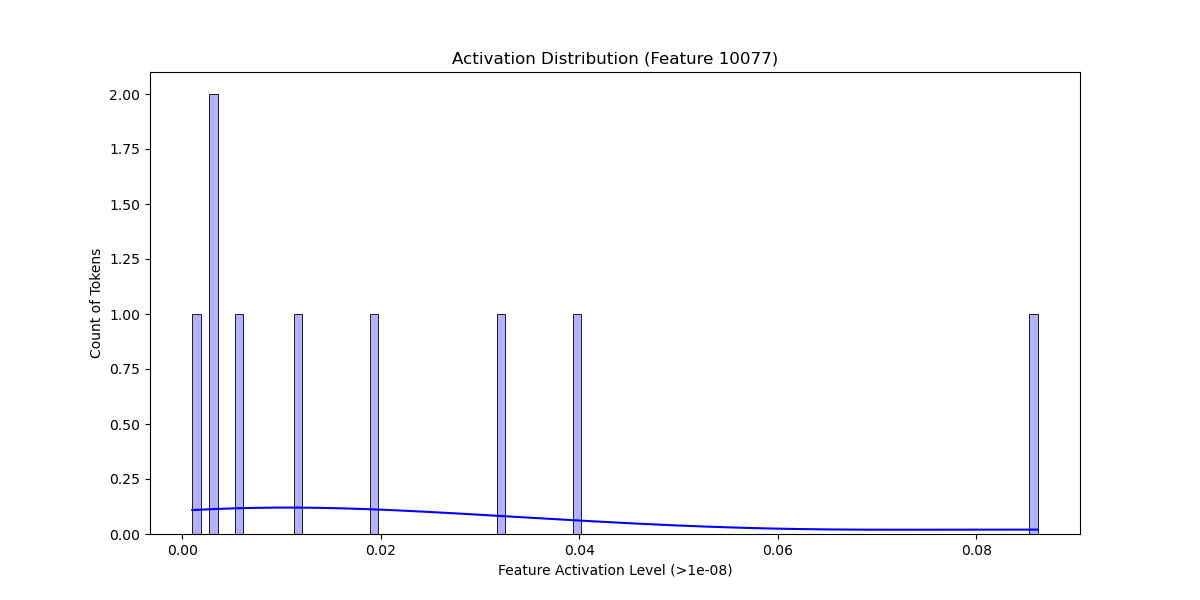 Activation Distribution (Feature 10077)
2.00
1.75
1.50
1.25
1.00
0.75
0.50
0.25
0.00
Count of Tokens
0.00 0.02 0.04 0.06 0.08
Feature Activation Level (>1e-08)